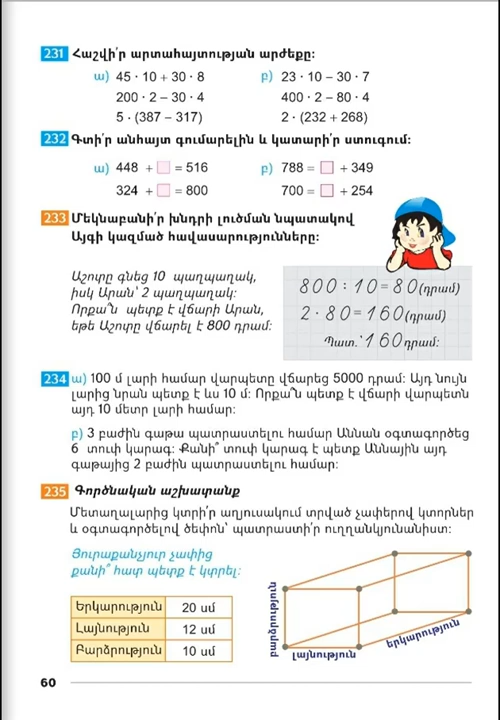 231 Հաշվի՛ր արտահայտության արժեքը։
ա) 45 · 10 + 30 · 8
բ) 23 · 10 – 30 · 7
200 · 2 – 30 · 4
400 · 2 – 80 · 4
5 · (387 – 317)
2 · (232 + 268)
232 Գտի՛ր անհայտ գումարելին և կատարի՛ր ստուգում։
ա) 448 + □ = 516
բ) 788 = □ + 349
324 + □ = 800
700 = □ + 254
233 Մեկնաբանի՛ր խնդրի լուծման նպատակով
Այգի կազմած հավասարությունները։
Աշոտը գնեց 10 պաղպաղակ,
իսկ Արան՝ 2 պաղպաղակ։
Որքա՞ն պետք է վճարի Արան,
եթե Աշոտը վճարել է 800 դրամ։
800 : 10 = 80 (դրամ)
2 · 80 = 160 (դրամ)
Պատ.՝ 160 դրամ։
234 ա) 100 մ լարի համար վարպետը վճարեց 5000 դրամ։ Այդ նույն
լարից նրան պետք է ևս 10 մ։ Որքա՞ն պետք է վճարի վարպետն
այդ 10 մետր լարի համար։
բ) 3 բաժին գաթա պատրաստելու համար Աննան օգտագործեց
6 տուփ կարագ։ Քանի՞ տուփ կարագ է պետք Աննային այդ
գաթայից 2 բաժին պատրաստելու համար։
235 Գործնական աշխատանք
Մետաղալարից կտրի՛ր աղյուսակում տրված չափերով կտորներ
և օգտագործելով ծեփոն՝ պատրաստի՛ր ուղղանկյունանիստ։
Յուրաքանչյուր չափից
քանի՞ հատ պետք է կտրել։
Երկարություն 20 սմ
Լայնություն 12 սմ
Բարձրություն 10 սմ
բարձրություն
լայնություն
երկարություն
60